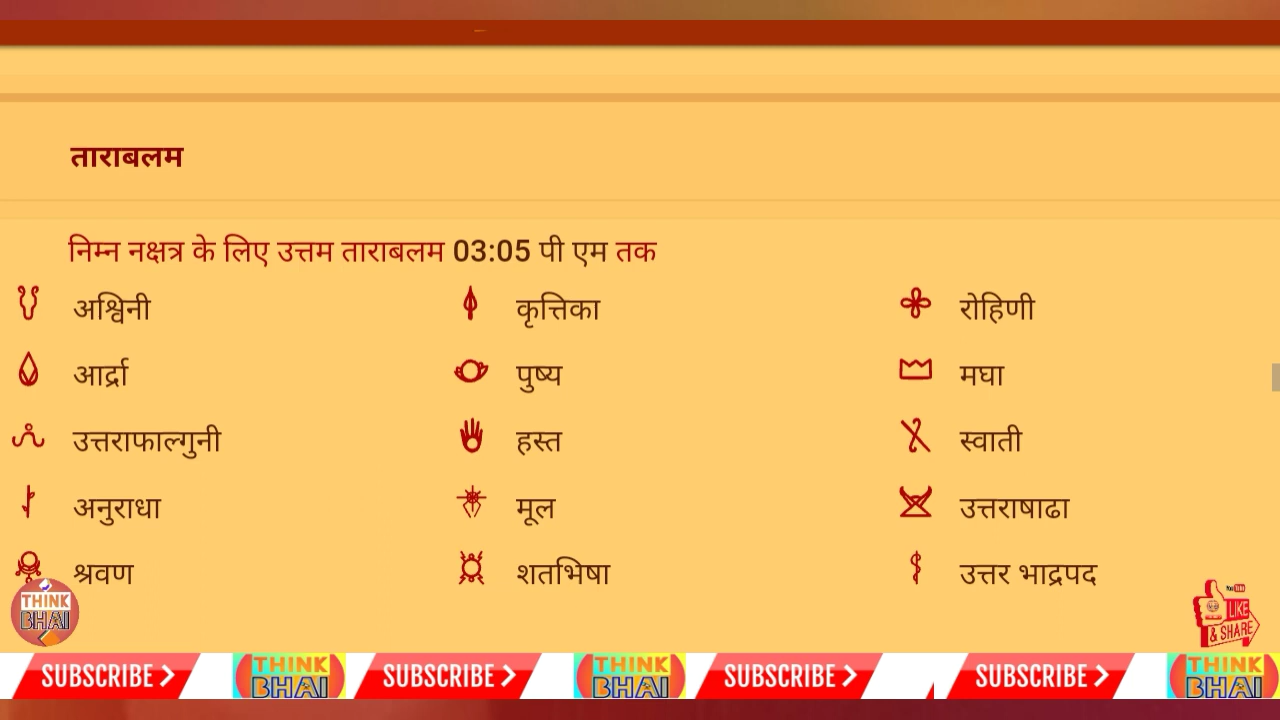 ताराबलम
निम्न नक्षत्र के लिए उत्तम ताराबलम 03:05 पी एम तक
अश्विनी कृत्तिका रोहिणी
आर्द्रा पुष्य मघा
उत्तराफाल्गुनी हस्त स्वाती
अनुराधा मूल उत्तराषाढा
श्रवण शतभिषा उत्तर भाद्रपद
THINK
BHAI
YouTube
LIKE
& SHARE
SUBSCRIBE THINK BHAI SUBSCRIBE THINK BHAI SUBSCRIBE SUBSCRIBE THINK BHAI